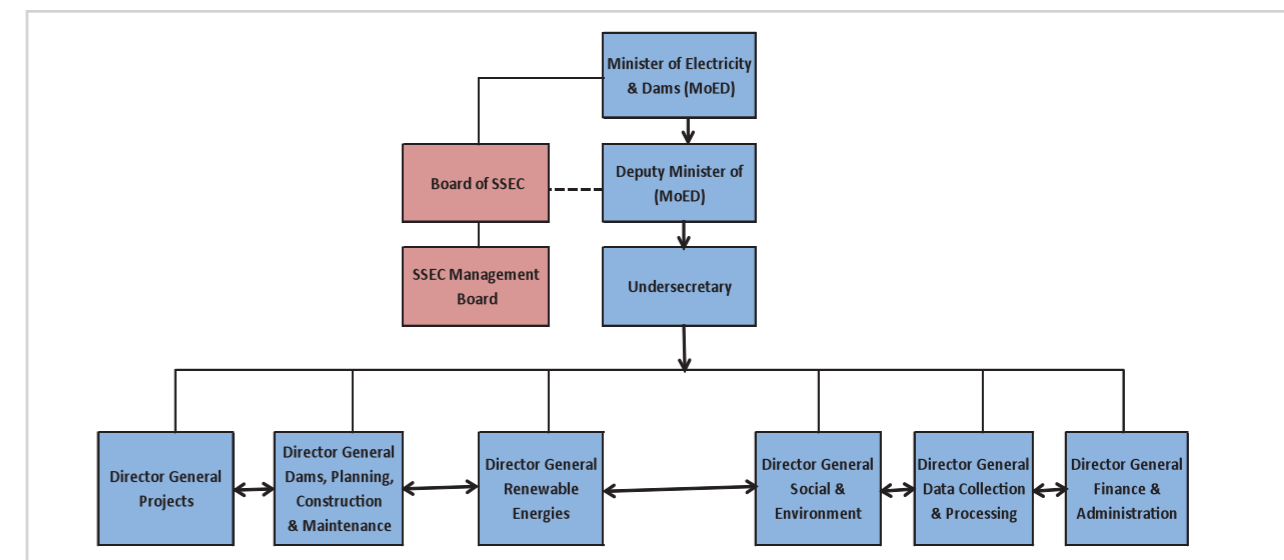 Minister of Electricity
& Dams (MoED)
Board of SSEC
Deputy Minister of
(MoED)
SSEC Management
Board
Undersecretary
Director General
Projects
Director General
Dams, Planning,
Construction
& Maintenance
Director General
Renewable
Energies
Director General
Social &
Environment
Director General
Data Collection
& Processing
Director General
Finance &
Administration